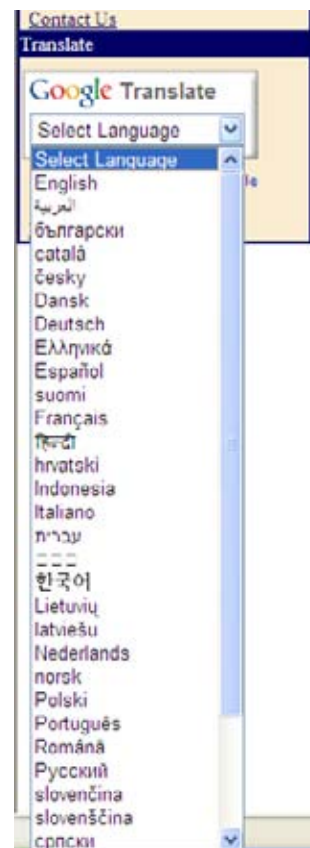 Contact Us
Translate
Google Translate
Select Language
Select Language
English
العربية
български
català
česky
Dansk
Deutsch
Ελληνικά
Español
suomi
Français
हिन्दी
hrvatski
Indonesia
Italiano
עברית
한국어
Lietuvių
latviešu
Nederlands
norsk
Polski
Português
Română
Русский
slovenčina
slovenščina
српски